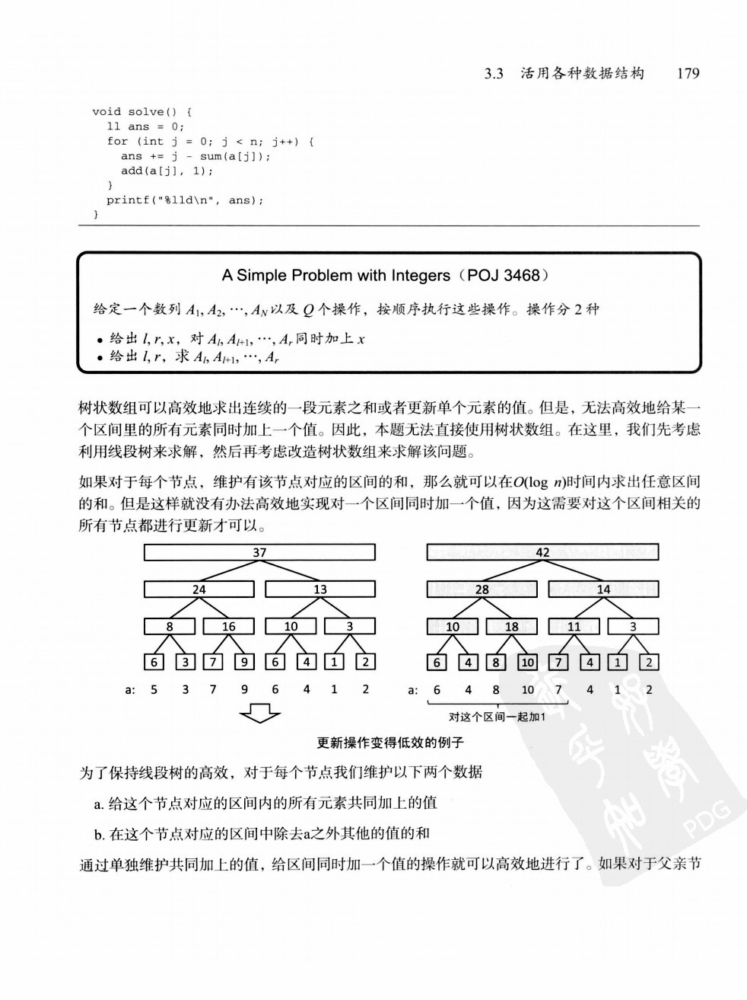 3.3 活用各种数据结构 179
void solve() {
ll ans = 0;
for (int j = 0; j < n; j++) {
ans += j - sum(a[j]);
add(a[j], 1);
}
printf("%lld\n", ans);
}
A Simple Problem with Integers（POJ 3468）
给定一个数列 A1, A2, ⋯, AN以及 Q 个操作，按顺序执行这些操作。操作分 2 种
• 给出 l, r, x，对 Al, Al+1, ⋯, Ar同时加上 x
• 给出 l, r，求 Al, Al+1, ⋯, Ar
树状数组可以高效地求出连续的一段元素之和或者更新单个元素的值。但是，无法高效地给某一
个区间里的所有元素同时加上一个值。因此，本题无法直接使用树状数组。在这里，我们先考虑
利用线段树来求解，然后再考虑改造树状数组来求解该问题。
如果对于每个节点，维护有该节点对应的区间的和，那么就可以在O(log n)时间内求出任意区间
的和。但是这样就没有办法高效地实现对一个区间同时加一个值，因为这需要对这个区间相关的
所有节点都进行更新才可以。
37 42
24 13 28 14
8 16 10 3 10 18 11 3
6 3 7 9 6 4 1 2 6 4 8 10 7 4 1 2
a: 5 3 7 9 6 4 1 2 a: 6 4 8 10 7 4 1 2
对这个区间一起加1
更新操作变得低效的例子
为了保持线段树的高效，对于每个节点我们维护以下两个数据
a. 给这个节点对应的区间内的所有元素共同加上的值
b. 在这个节点对应的区间中除去a之外其他的值的和
通过单独维护共同加上的值，给区间同时加一个值的操作就可以高效地进行了。如果对于父亲节
PDG